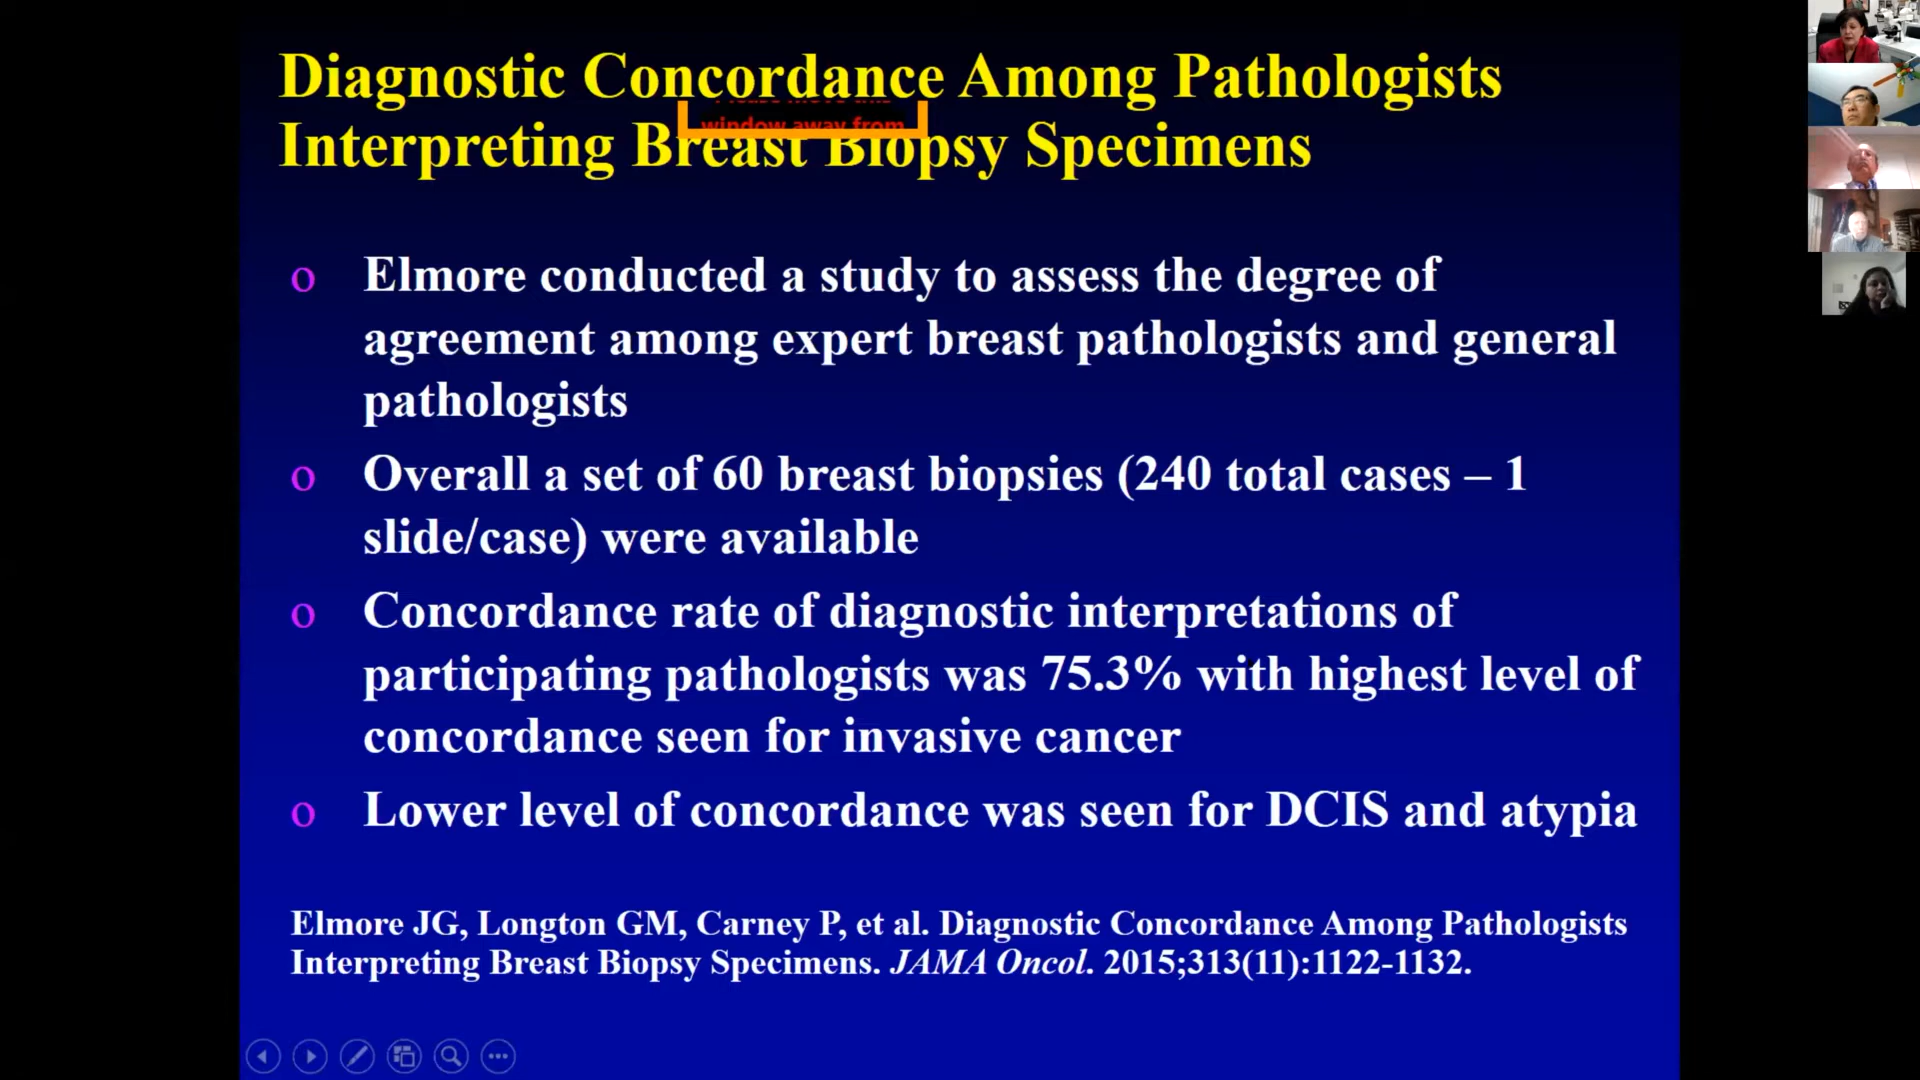 Diagnostic Concordance Among Pathologists
window away from
Interpreting Breast Biopsy Specimens
o Elmore conducted a study to assess the degree of
agreement among expert breast pathologists and general
pathologists
o Overall a set of 60 breast biopsies (240 total cases – 1
slide/case) were available
o Concordance rate of diagnostic interpretations of
participating pathologists was 75.3% with highest level of
concordance seen for invasive cancer
o Lower level of concordance was seen for DCIS and atypia
Elmore JG, Longton GM, Carney P, et al. Diagnostic Concordance Among Pathologists
Interpreting Breast Biopsy Specimens. JAMA Oncol. 2015;313(11):1122-1132.